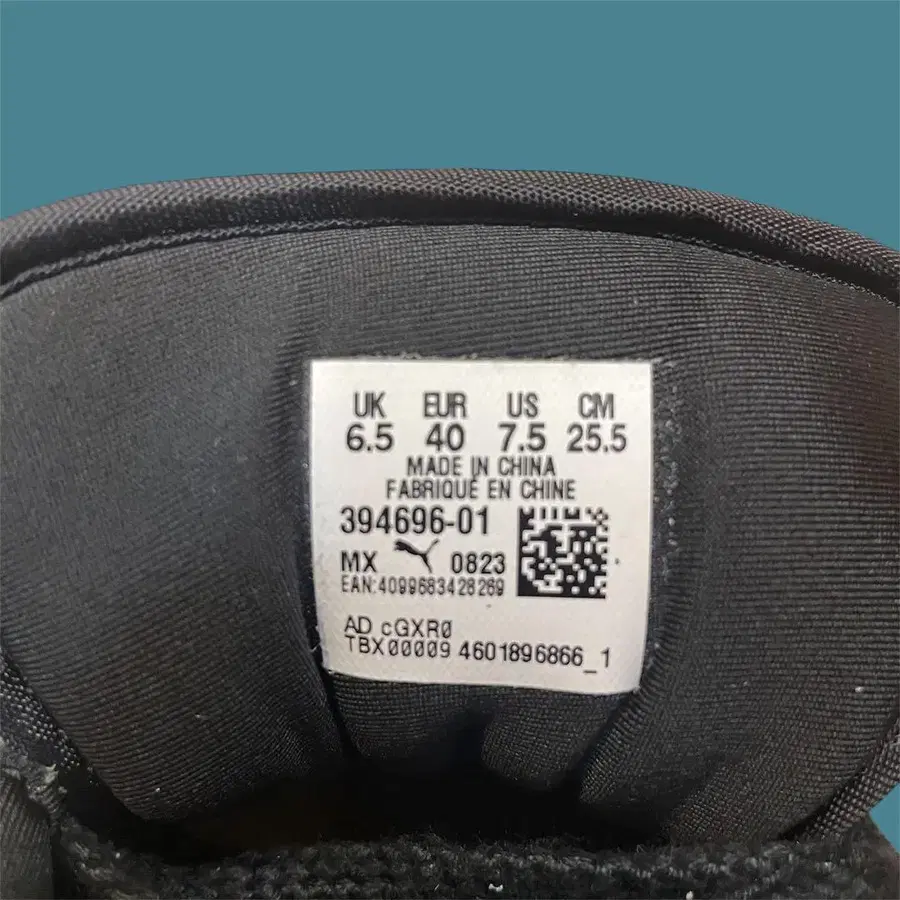 UK EUR US CM
6.5 40 7.5 25.5
MADE IN CHINA
FABRIQUÉ EN CHINE
394696-01
MX 0823
EAN:4099683428269
AD cGXR0
TBX00009 4601896866_1